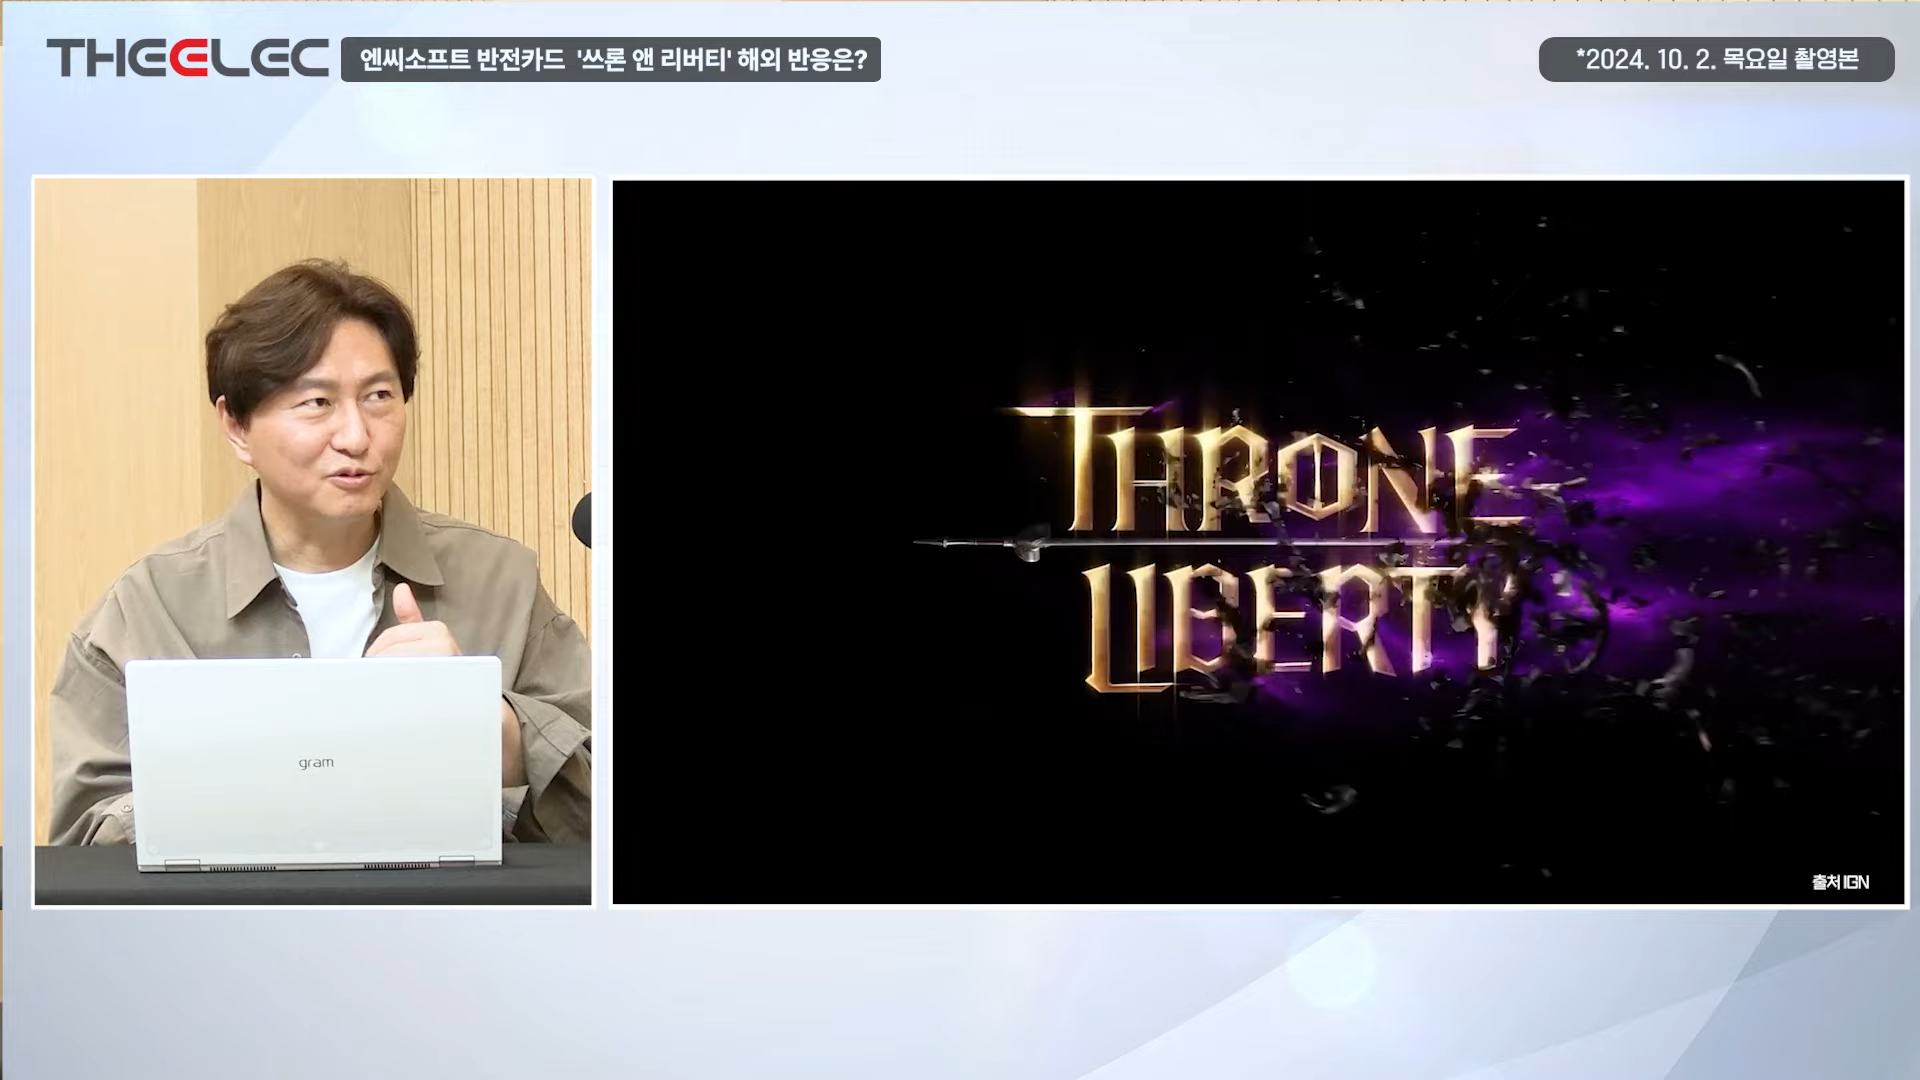 THEELEC
엔씨소프트 반전카드 '쓰론 앤 리버티' 해외 반응은?
*2024. 10. 2. 목요일 촬영본
THRONE
LIBERTY
gram
출처 IGN